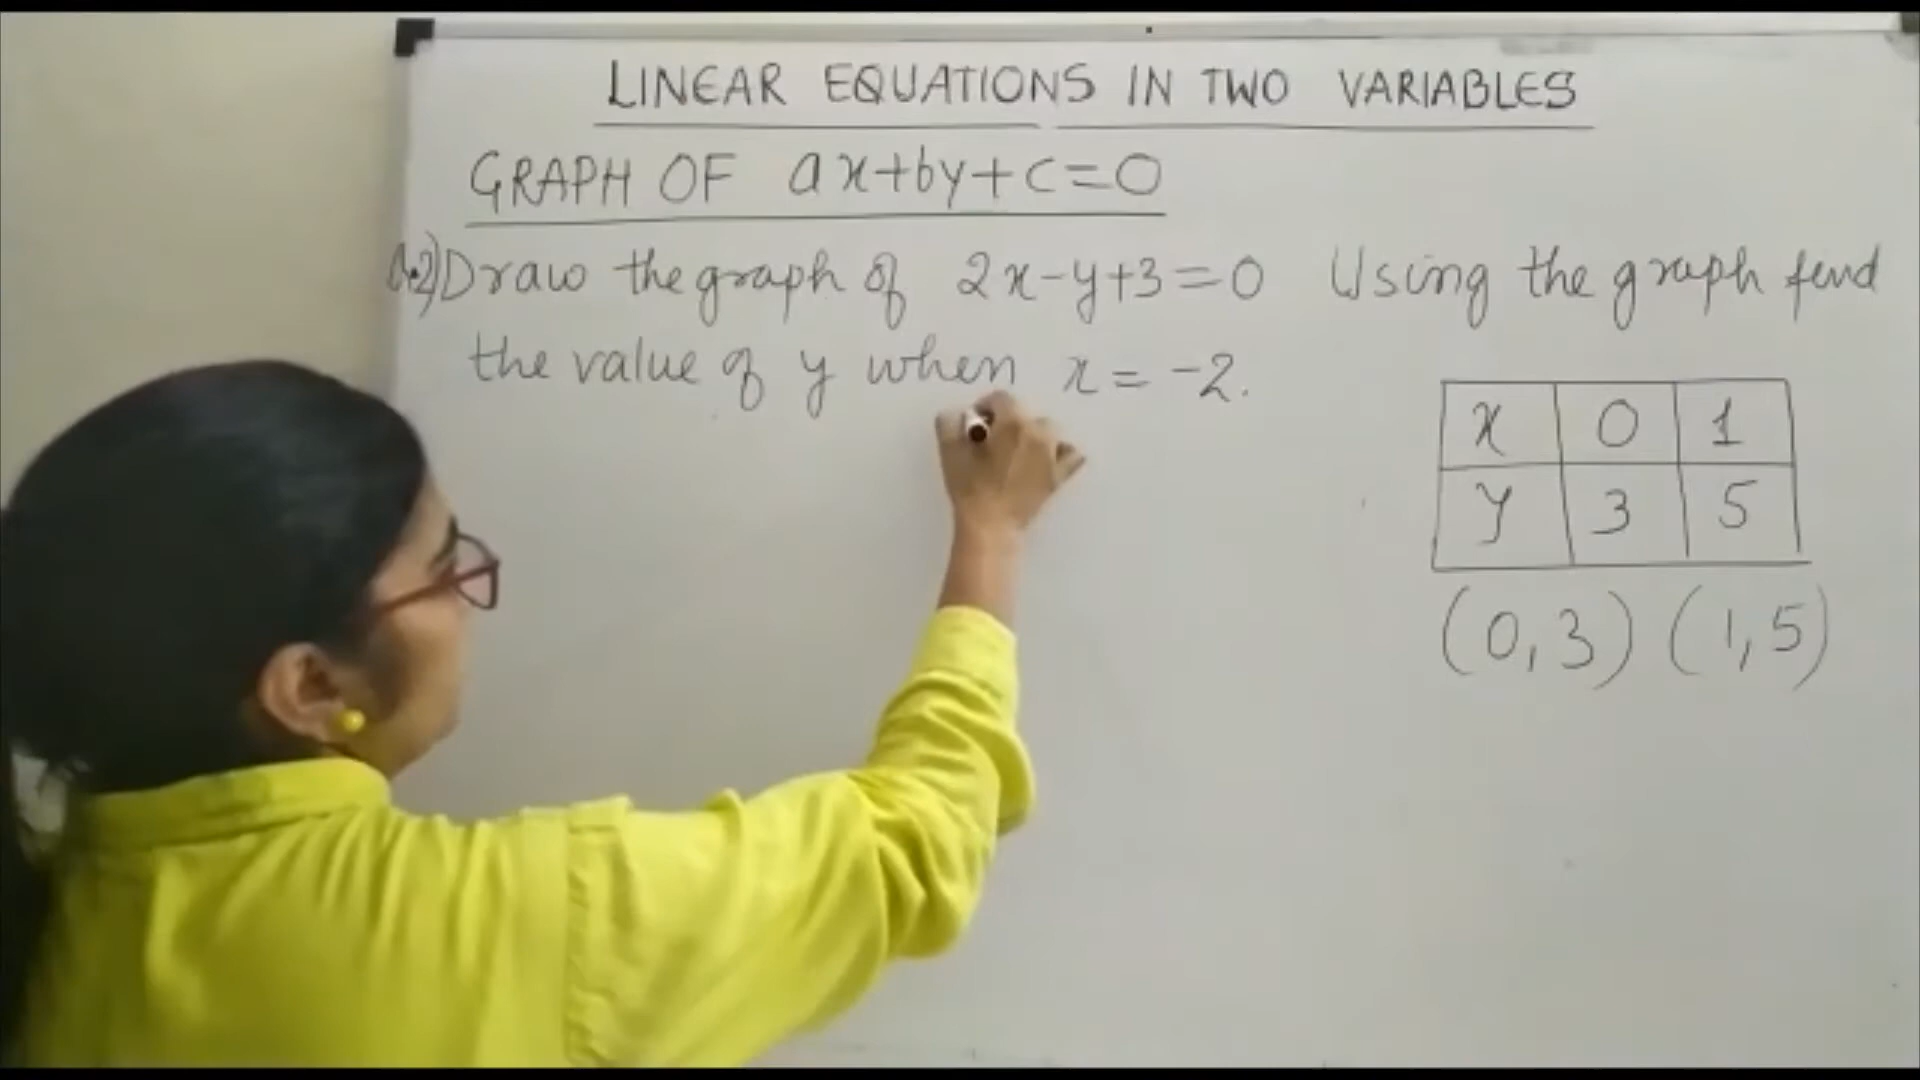 LINEAR EQUATIONS IN TWO VARIABLES
GRAPH OF ax+by+c=0
Q.2) Draw the graph of 2x-y+3=0 Using the graph find
the value of y when x = -2.
x 0 1
y 3 5
(0,3) (1,5)